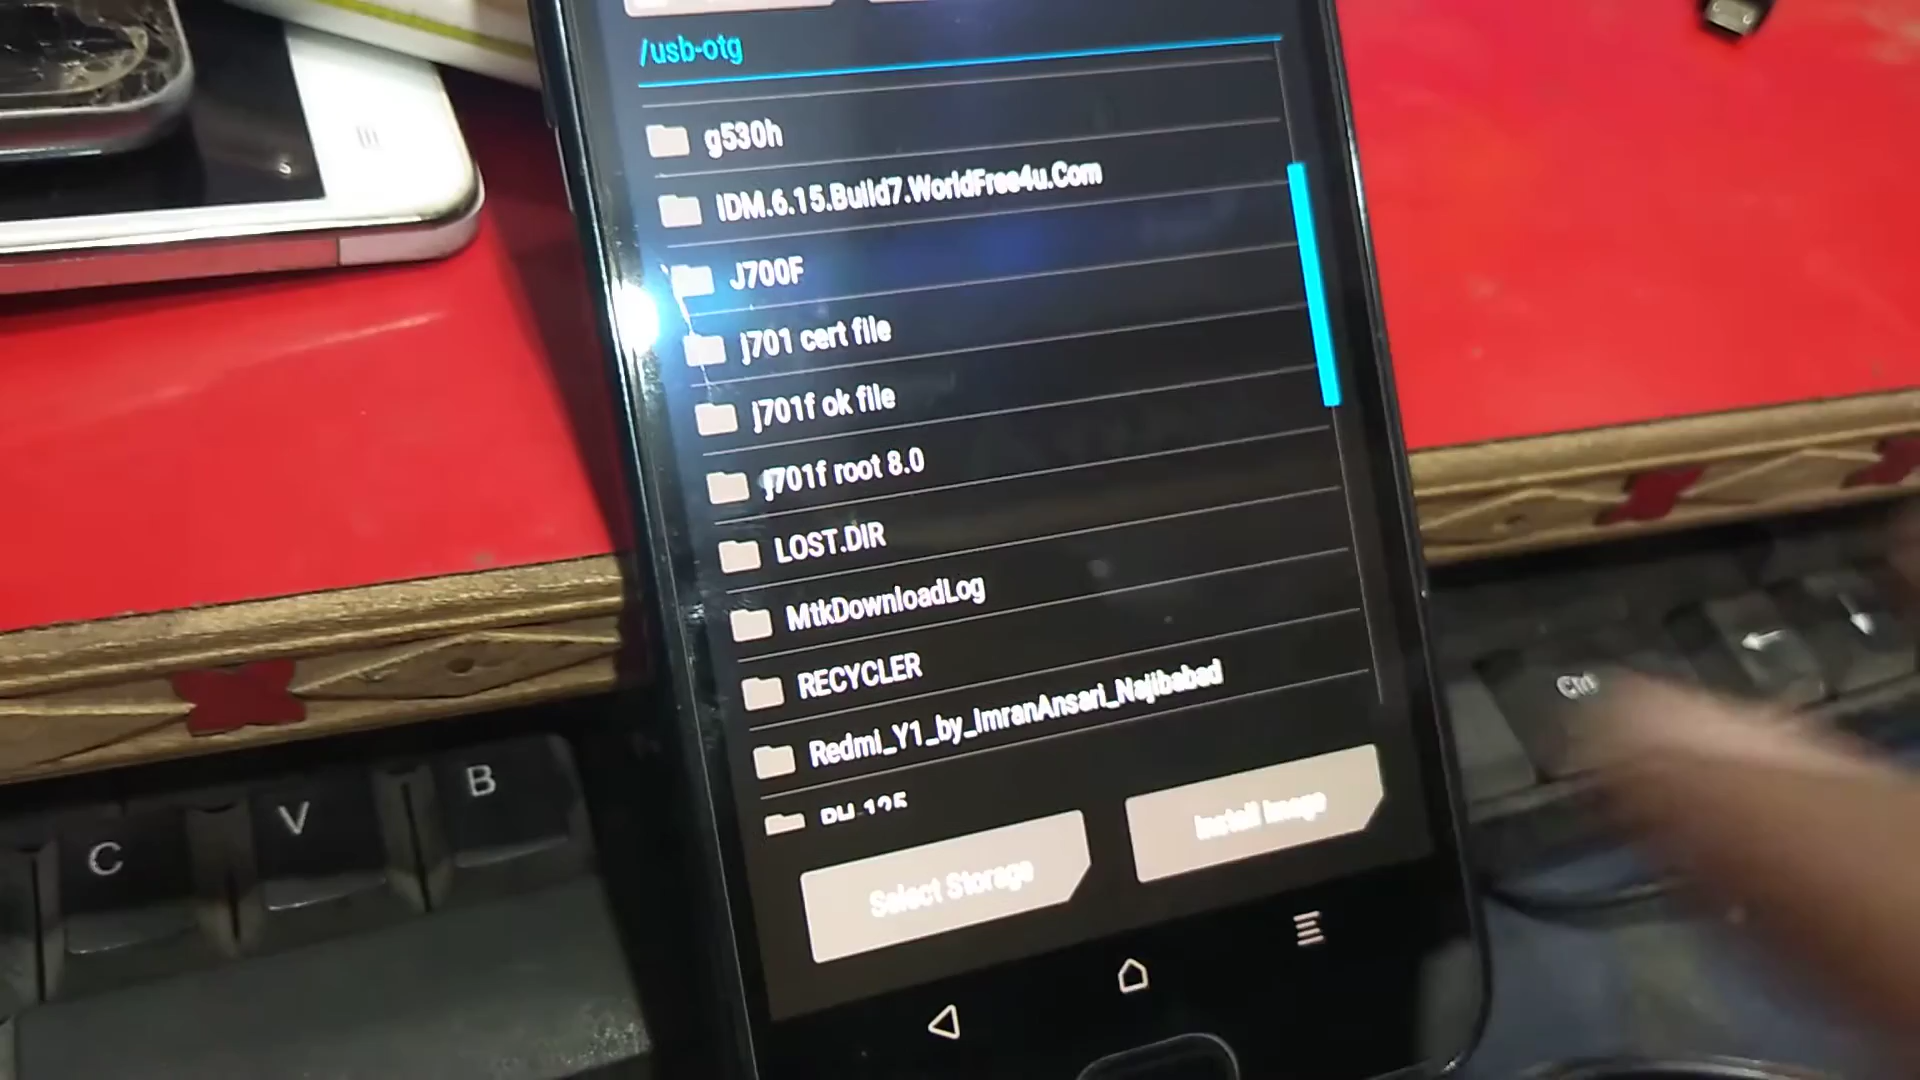 /usb-otg
g530h
IDM.6.15.Build7.WorldFree4u.Com
J700F
j701 cert file
j701f ok file
j701f root 8.0
LOST.DIR
MtkDownloadLog
RECYCLER
Redmi_Y1_by_ImranAnsari_Najibabad
Select Storage
Install Image
Ctrl
C
V
B